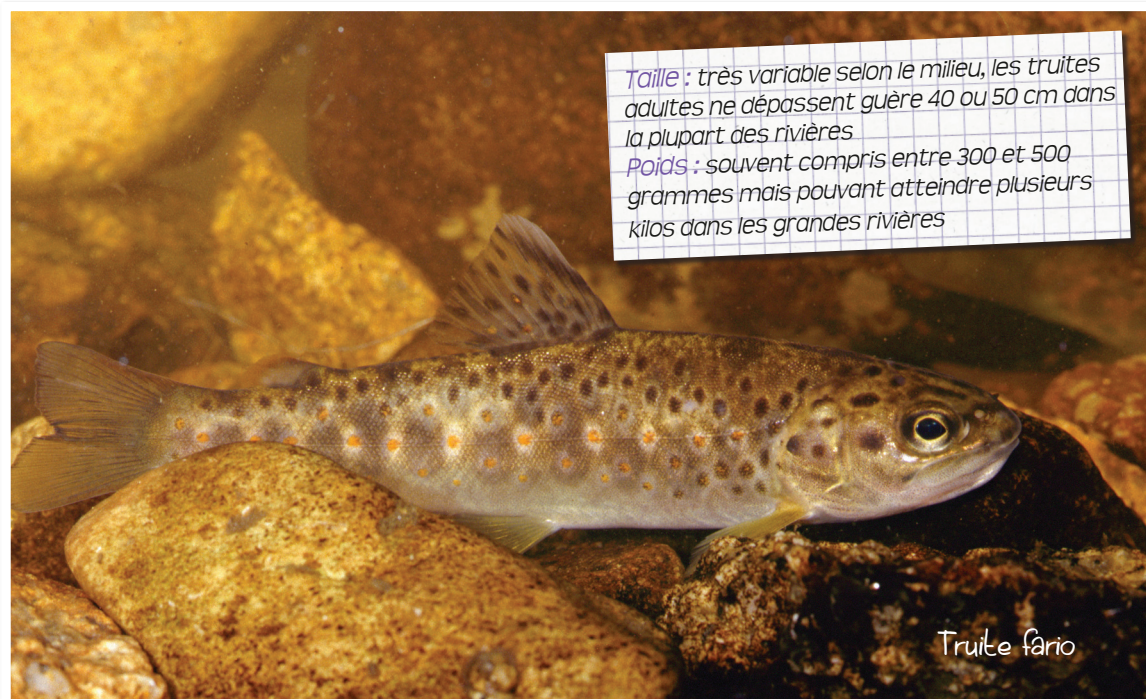 Taille : très variable selon le milieu, les truites
adultes ne dépassent guère 40 ou 50 cm dans
la plupart des rivières
Poids : souvent compris entre 300 et 500
grammes mais pouvant atteindre plusieurs
kilos dans les grandes rivières
Truite fario